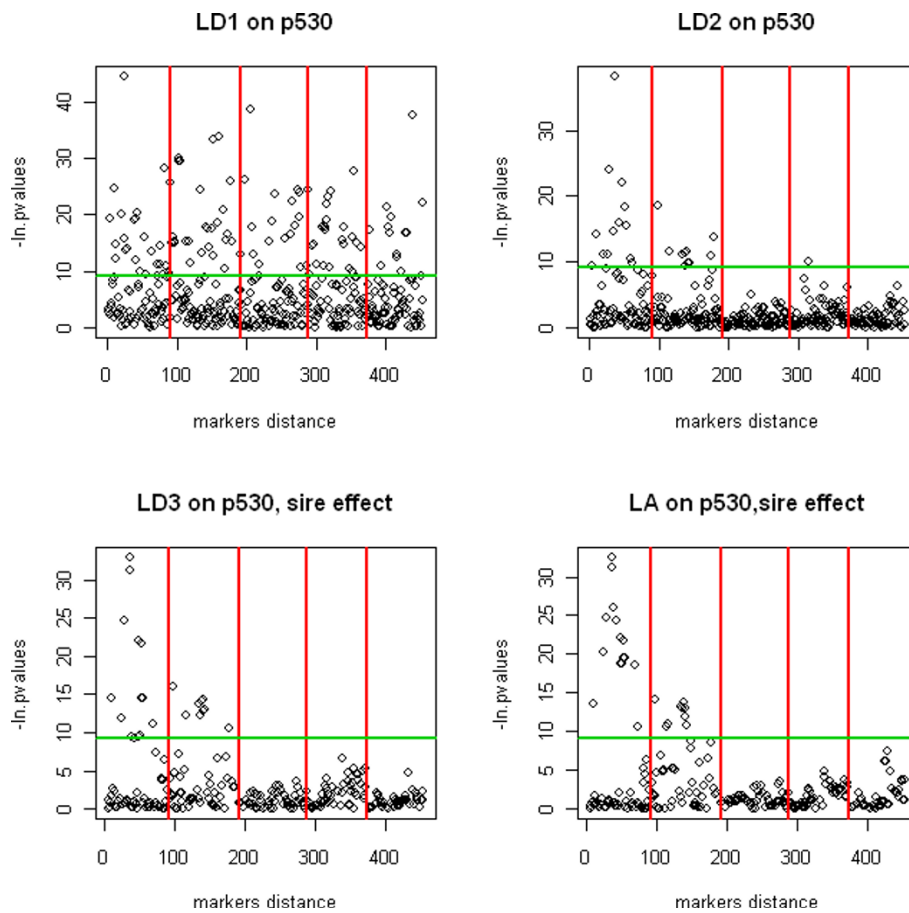 LD1 on p530
-ln.pvalues
40
30
20
10
0
0 100 200 300 400
markers distance
LD2 on p530
-ln.pvalues
30
20
10
0
0 100 200 300 400
markers distance
LD3 on p530, sire effect
-ln.pvalues
30
25
20
15
10
5
0
0 100 200 300 400
markers distance
LA on p530,sire effect
-ln.pvalues
30
25
20
15
10
5
0
0 100 200 300 400
markers distance